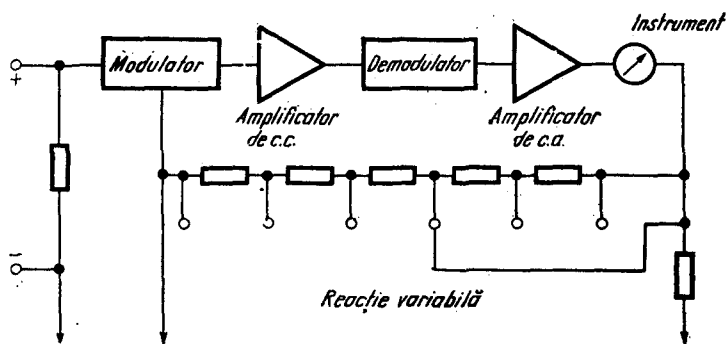 Instrument
+
Modulator
Demodulator
Amplificator
de c.c.
Amplificator
de c.a.
−
Reacție variabilă